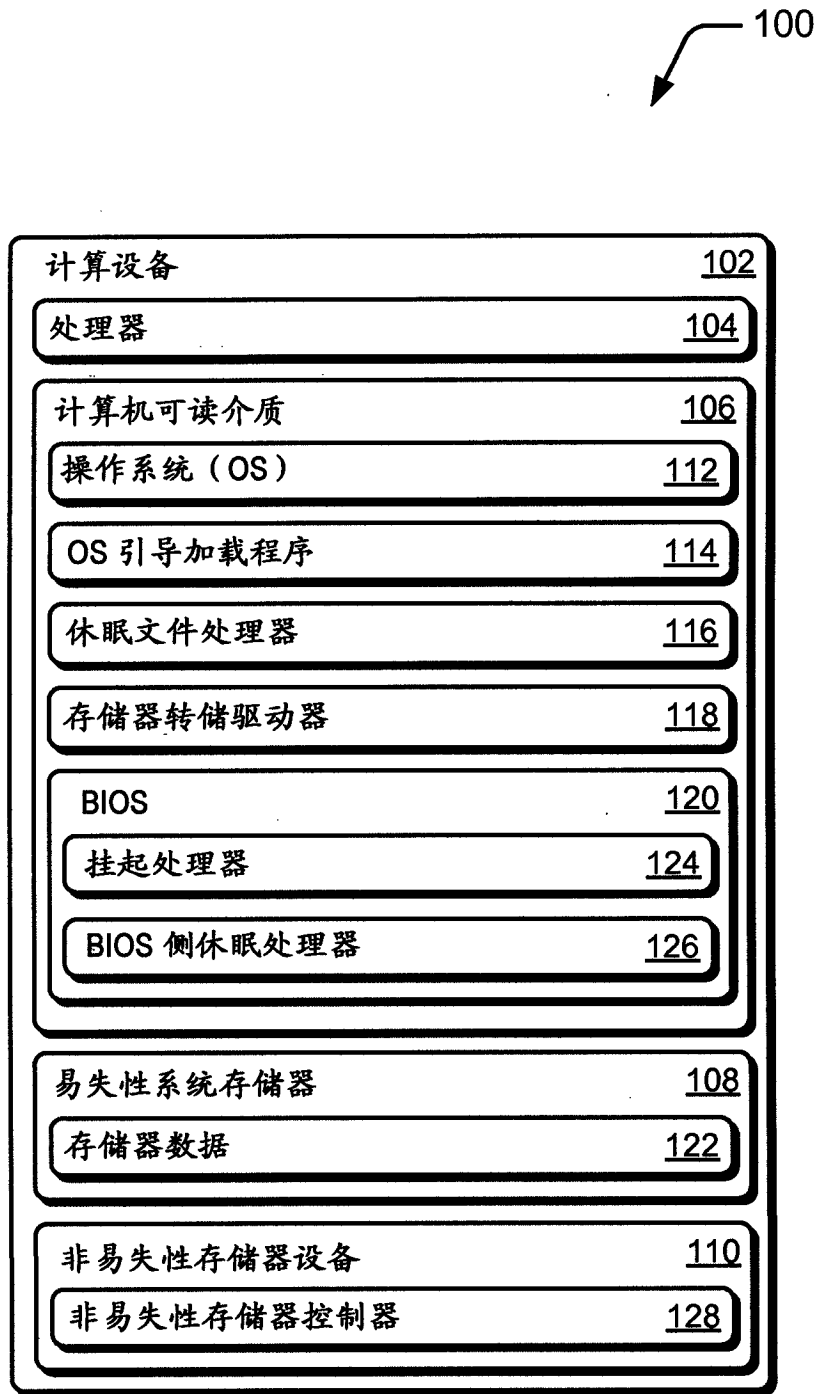 100
计算设备 102
处理器 104
计算机可读介质 106
操作系统（OS） 112
OS 引导加载程序 114
休眠文件处理器 116
存储器转储驱动器 118
BIOS 120
挂起处理器 124
BIOS 侧休眠处理器 126
易失性系统存储器 108
存储器数据 122
非易失性存储器设备 110
非易失性存储器控制器 128